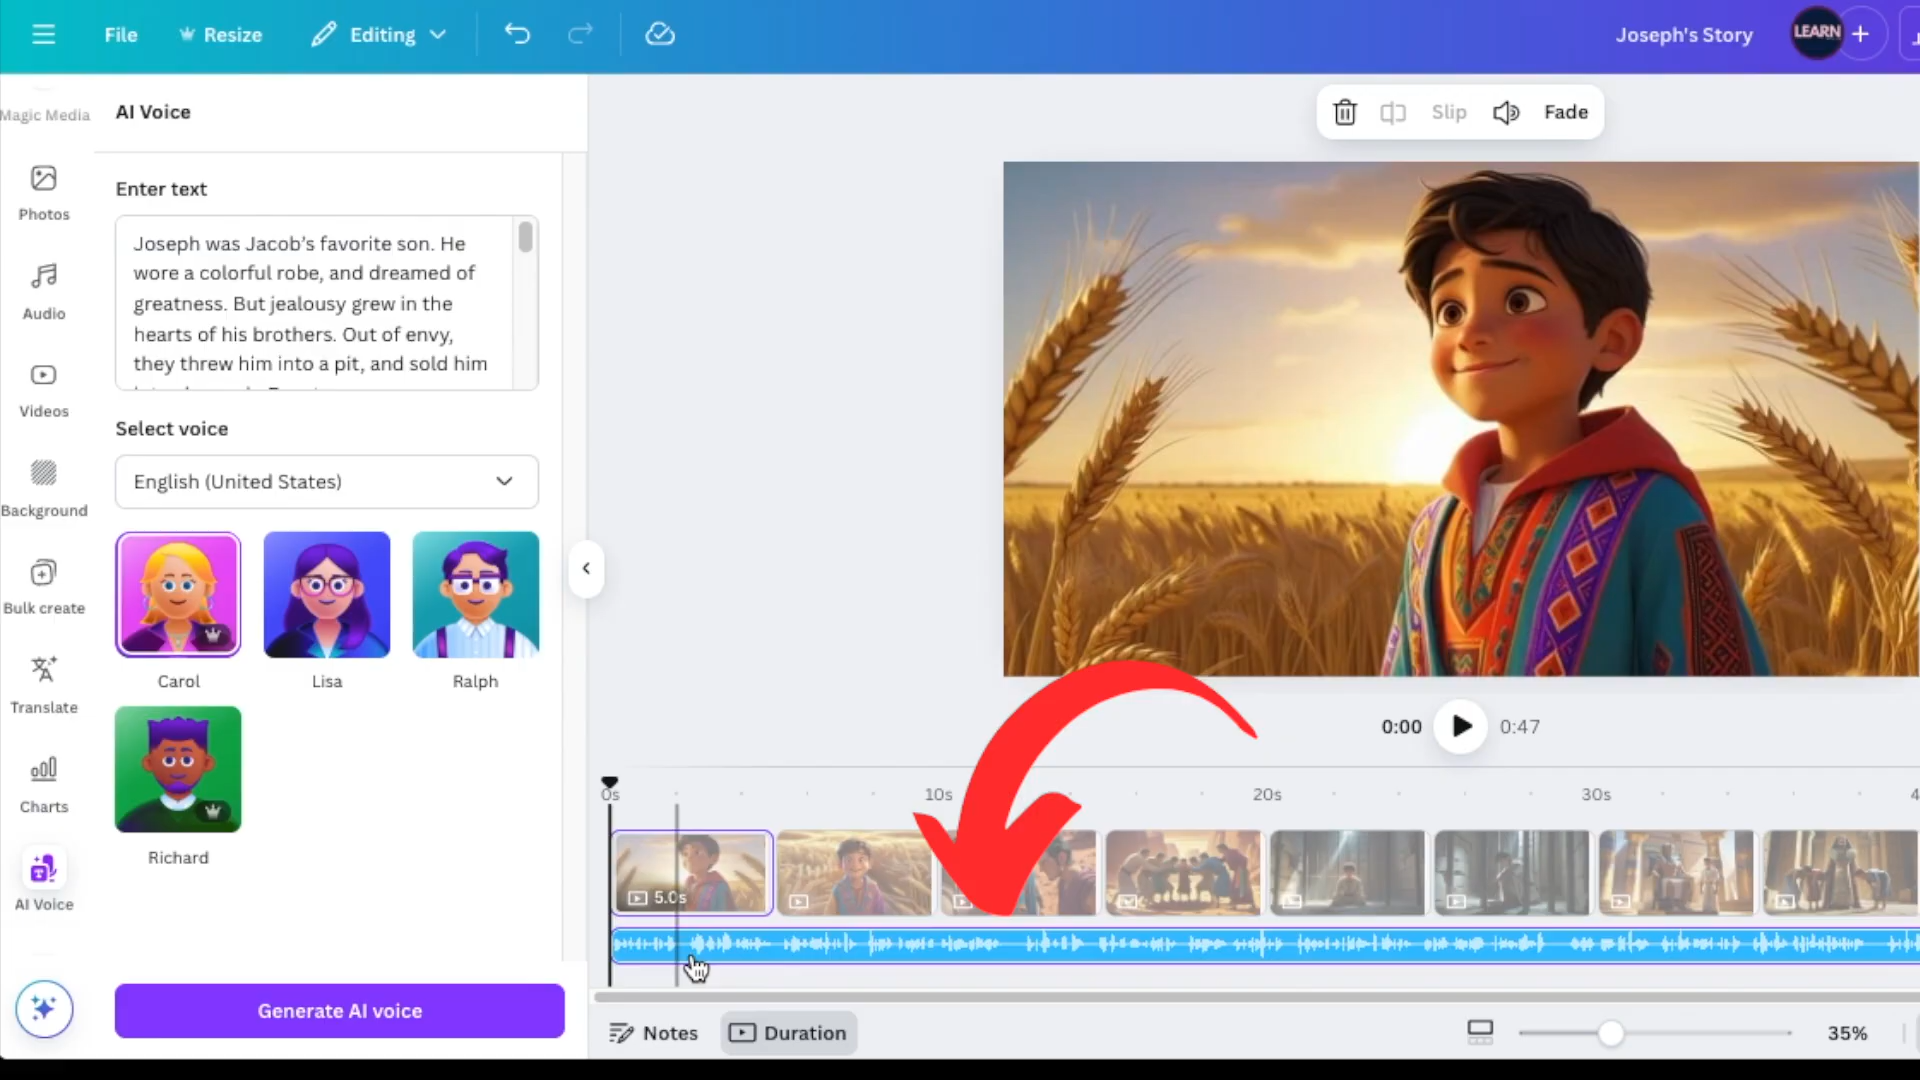 File
Resize
Editing
Joseph's Story
LEARN
Magic Media
AI Voice
Slip
Fade
Photos
Audio
Videos
Background
Bulk create
Translate
Charts
AI Voice
Enter text
Joseph was Jacob's favorite son. He
wore a colorful robe, and dreamed of
greatness. But jealousy grew in the
hearts of his brothers. Out of envy,
they threw him into a pit, and sold him
Select voice
English (United States)
Carol
Lisa
Ralph
Richard
Generate AI voice
0:00
0:47
0s
10s
20s
30s
5.0s
Notes
Duration
35%